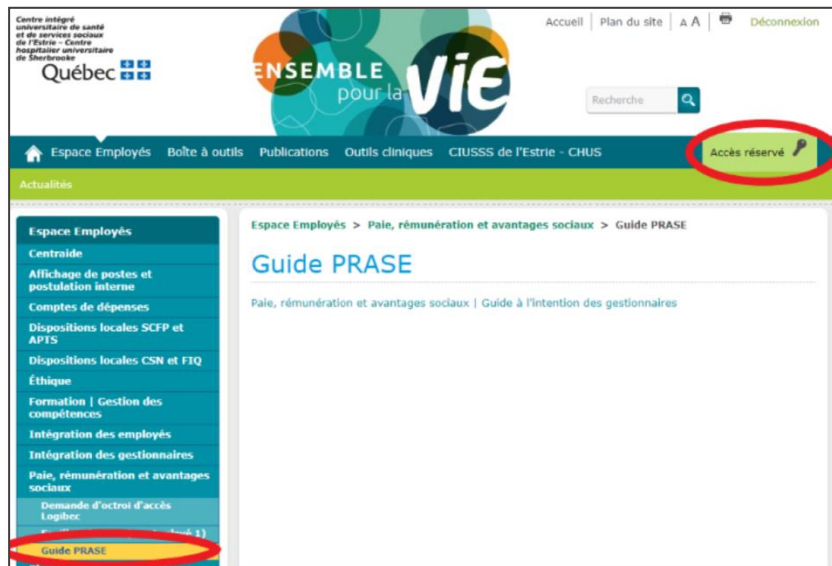 Centre intégré
universitaire de santé
et de services sociaux
de l'Estrie – Centre
hospitalier universitaire
de Sherbrooke
Québec
ENSEMBLE
pour la
ViE
Accueil | Plan du site | A A | Déconnexion
Recherche
Espace Employés Boîte à outils Publications Outils cliniques CIUSSS de l'Estrie - CHUS Accès réservé
Actualités
Espace Employés
Centraide
Affichage de postes et
postulation interne
Comptes de dépenses
Dispositions locales SCFP et
APTS
Dispositions locales CSN et FIQ
Éthique
Formation | Gestion des
compétences
Intégration des employés
Intégration des gestionnaires
Paie, rémunération et avantages
sociaux
Demande d'octroi d'accès
Logibec
1)
Guide PRASE
Espace Employés > Paie, rémunération et avantages sociaux > Guide PRASE
Guide PRASE
Paie, rémunération et avantages sociaux | Guide à l'intention des gestionnaires